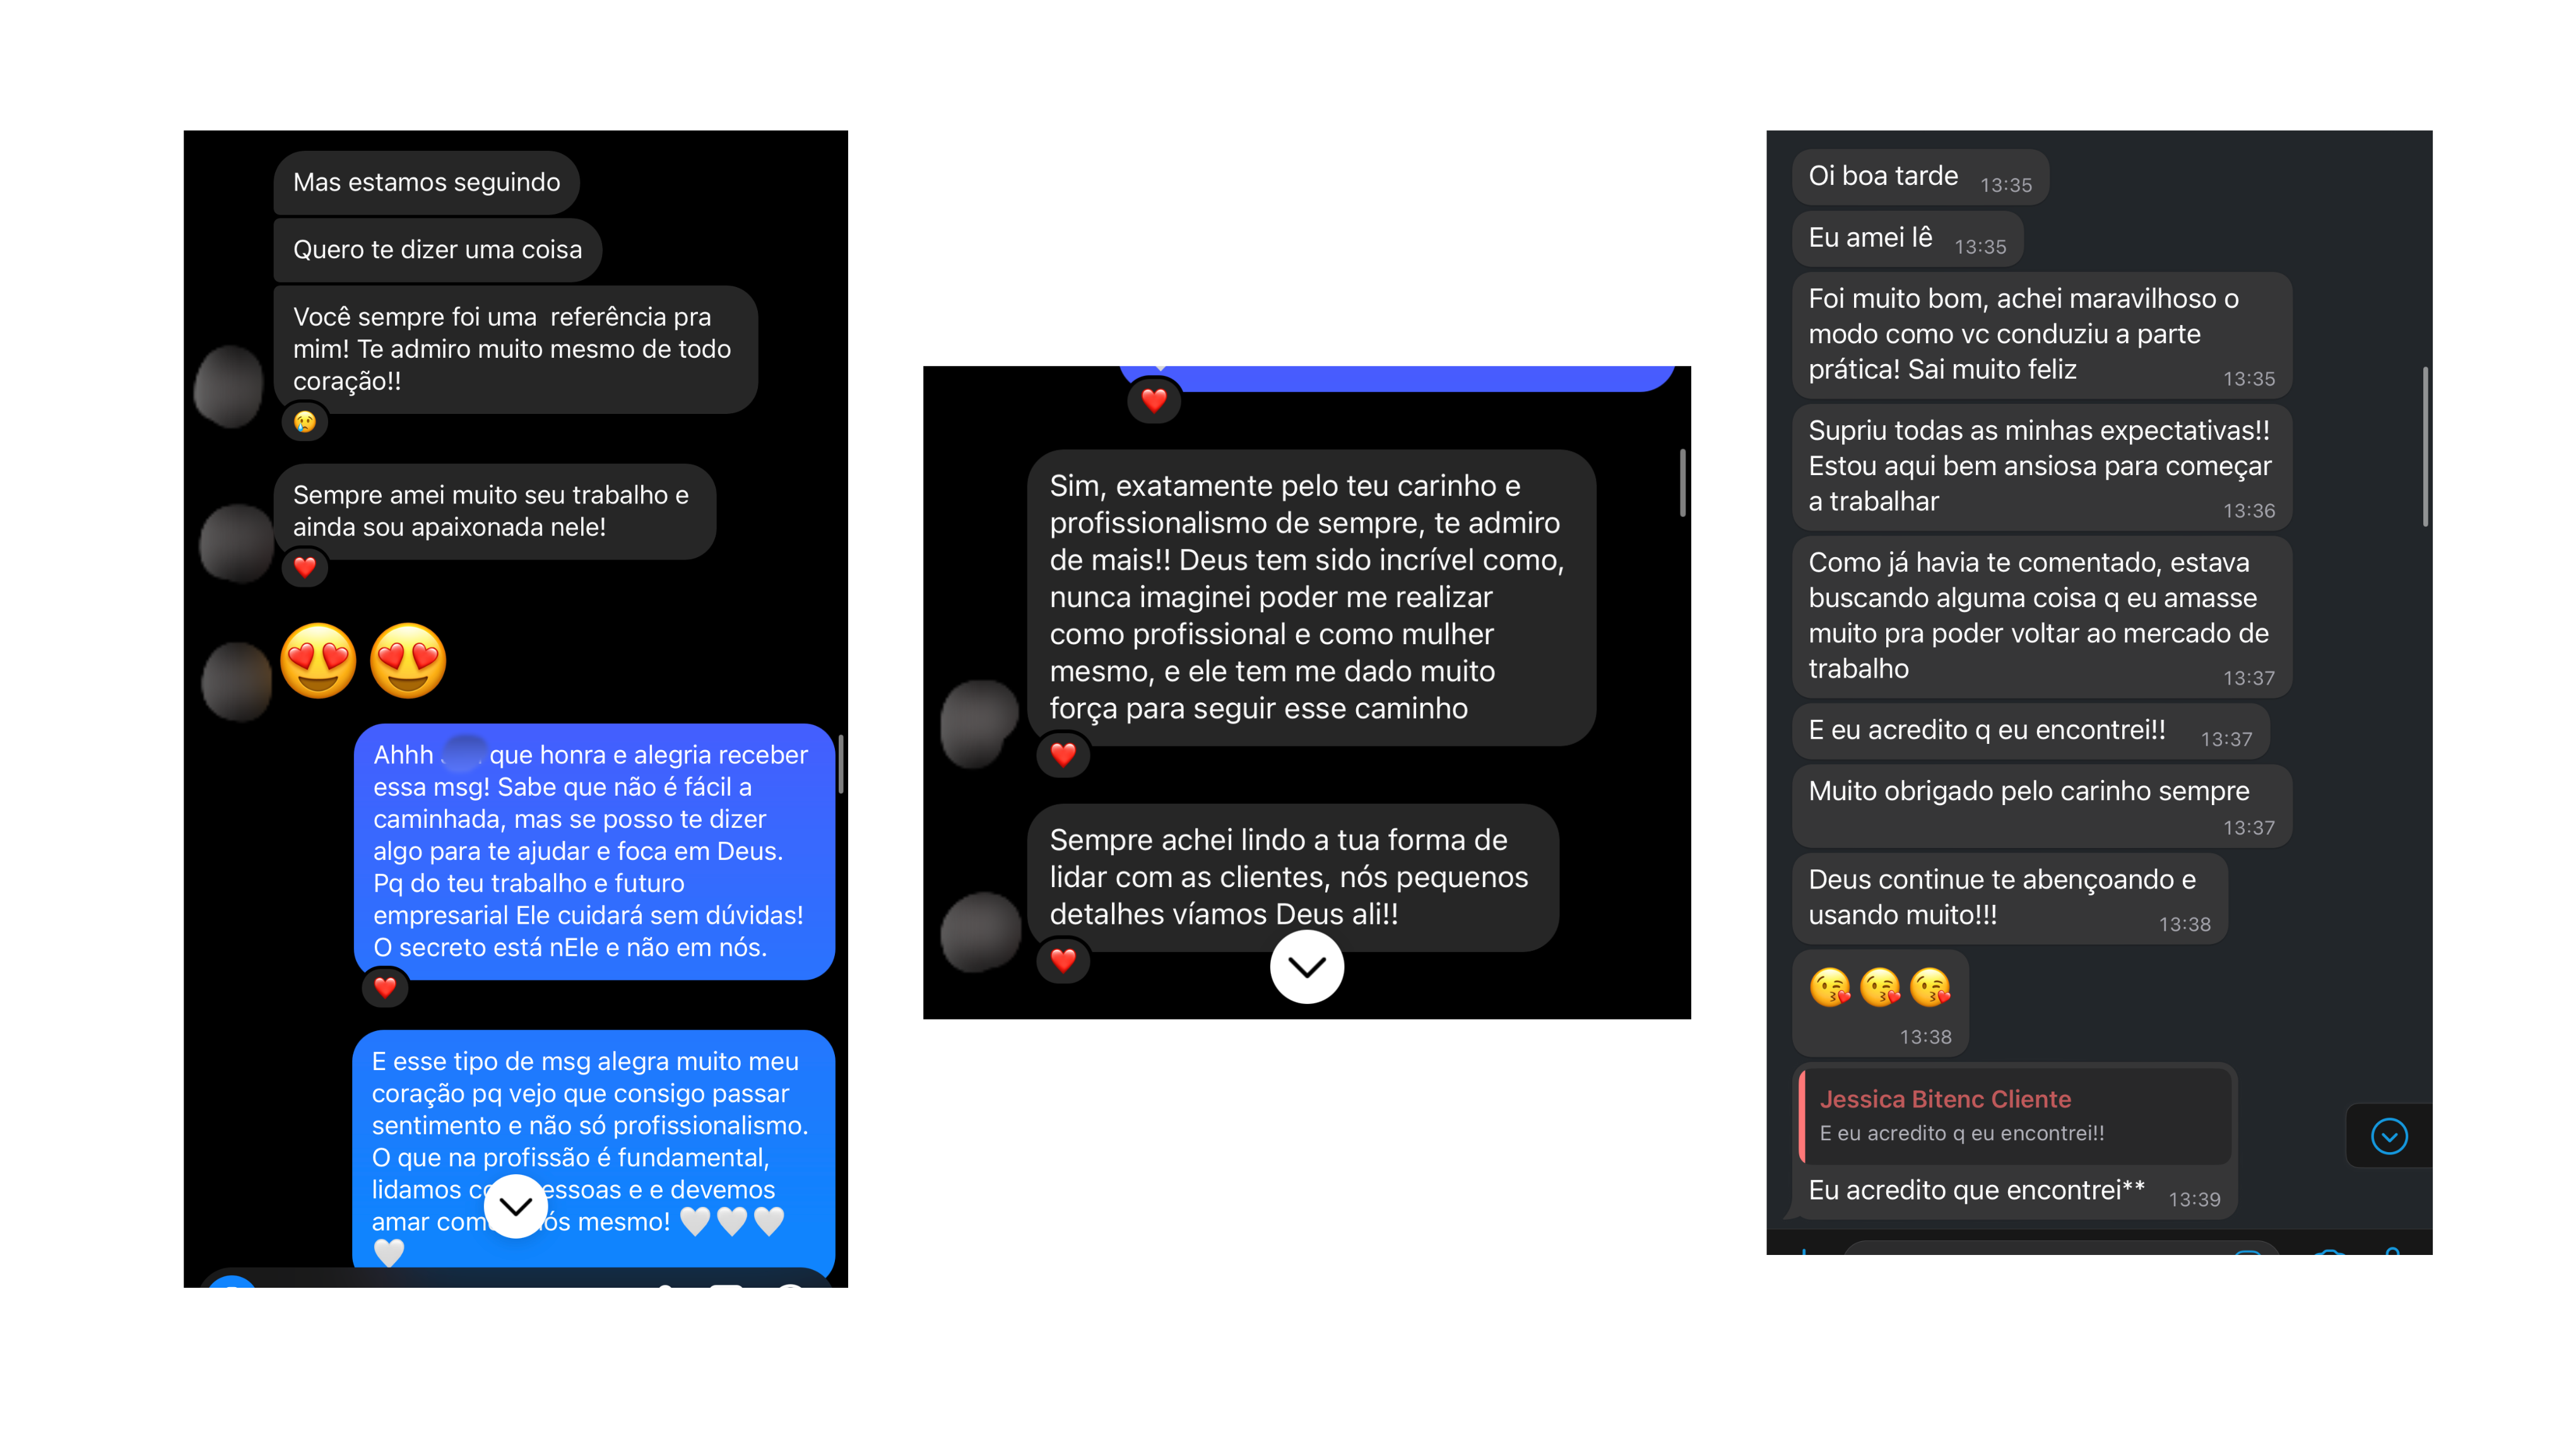 Mas estamos seguindo
Quero te dizer uma coisa
Você sempre foi uma  referência pra
mim! Te admiro muito mesmo de todo
coração!!
Sempre amei muito seu trabalho e
ainda sou apaixonada nele!
Ahhh que honra e alegria receber
essa msg! Sabe que não é fácil a
caminhada, mas se posso te dizer
algo para te ajudar e foca em Deus.
Pq do teu trabalho e futuro
empresarial Ele cuidará sem dúvidas!
O secreto está nEle e não em nós.
E esse tipo de msg alegra muito meu
coração pq vejo que consigo passar
sentimento e não só profissionalismo.
O que na profissão é fundamental,
lidamos essoas e e devemos
amar mesmo!
Sim, exatamente pelo teu carinho e
profissionalismo de sempre, te admiro
de mais!! Deus tem sido incrível como,
nunca imaginei poder me realizar
como profissional e como mulher
mesmo, e ele tem me dado muito
força para seguir esse caminho
Sempre achei lindo a tua forma de
lidar com as clientes, nós pequenos
detalhes víamos Deus ali!!
Oi boa tarde 13:35
Eu amei lê 13:35
Foi muito bom, achei maravilhoso o
modo como vc conduziu a parte
prática! Sai muito feliz 13:35
Supriu todas as minhas expectativas!!
Estou aqui bem ansiosa para começar
a trabalhar 13:36
Como já havia te comentado, estava
buscando alguma coisa q eu amasse
muito pra poder voltar ao mercado de
trabalho 13:37
E eu acredito q eu encontrei!! 13:37
Muito obrigado pelo carinho sempre
13:37
Deus continue te abençoando e
usando muito!!! 13:38
13:38
Jessica Bitenc Cliente
E eu acredito q eu encontrei!!
Eu acredito que encontrei** 13:39